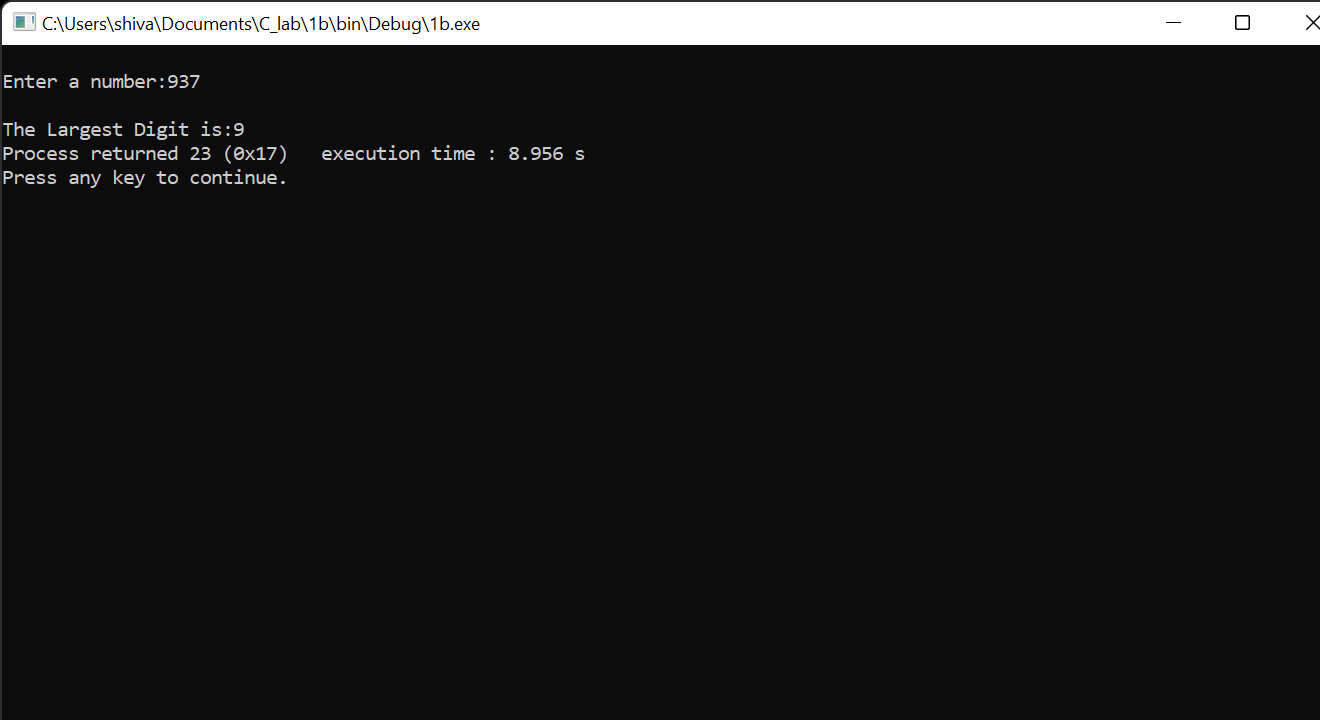 C:\Users\shiva\Documents\C_lab\1b\bin\Debug\1b.exe
Enter a number:937
The Largest Digit is:9
Process returned 23 (0x17)   execution time : 8.956 s
Press any key to continue.